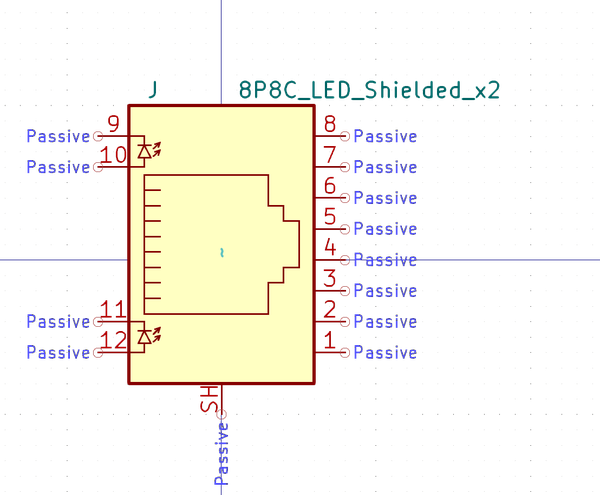 J 8P8C_LED_Shielded_x2
Passive 9 8 Passive
Passive 10 7 Passive
6 Passive
5 Passive
~ 4 Passive
3 Passive
Passive 11 2 Passive
Passive 12 1 Passive
SH
Passive